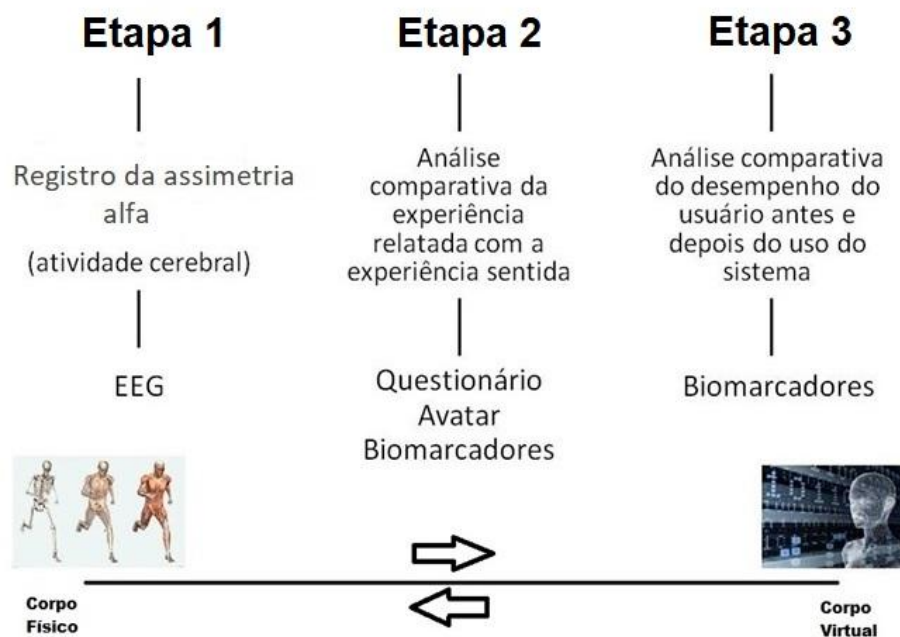 Etapa 1
Registro da assimetria
alfa
(atividade cerebral)
EEG
Etapa 2
Análise
comparativa da
experiência
relatada com a
experiência sentida
Questionário
Avatar
Biomarcadores
Etapa 3
Análise comparativa
do desempenho do
usuário antes e
depois do uso do
sistema
Biomarcadores
Corpo
Físico
Corpo
Virtual